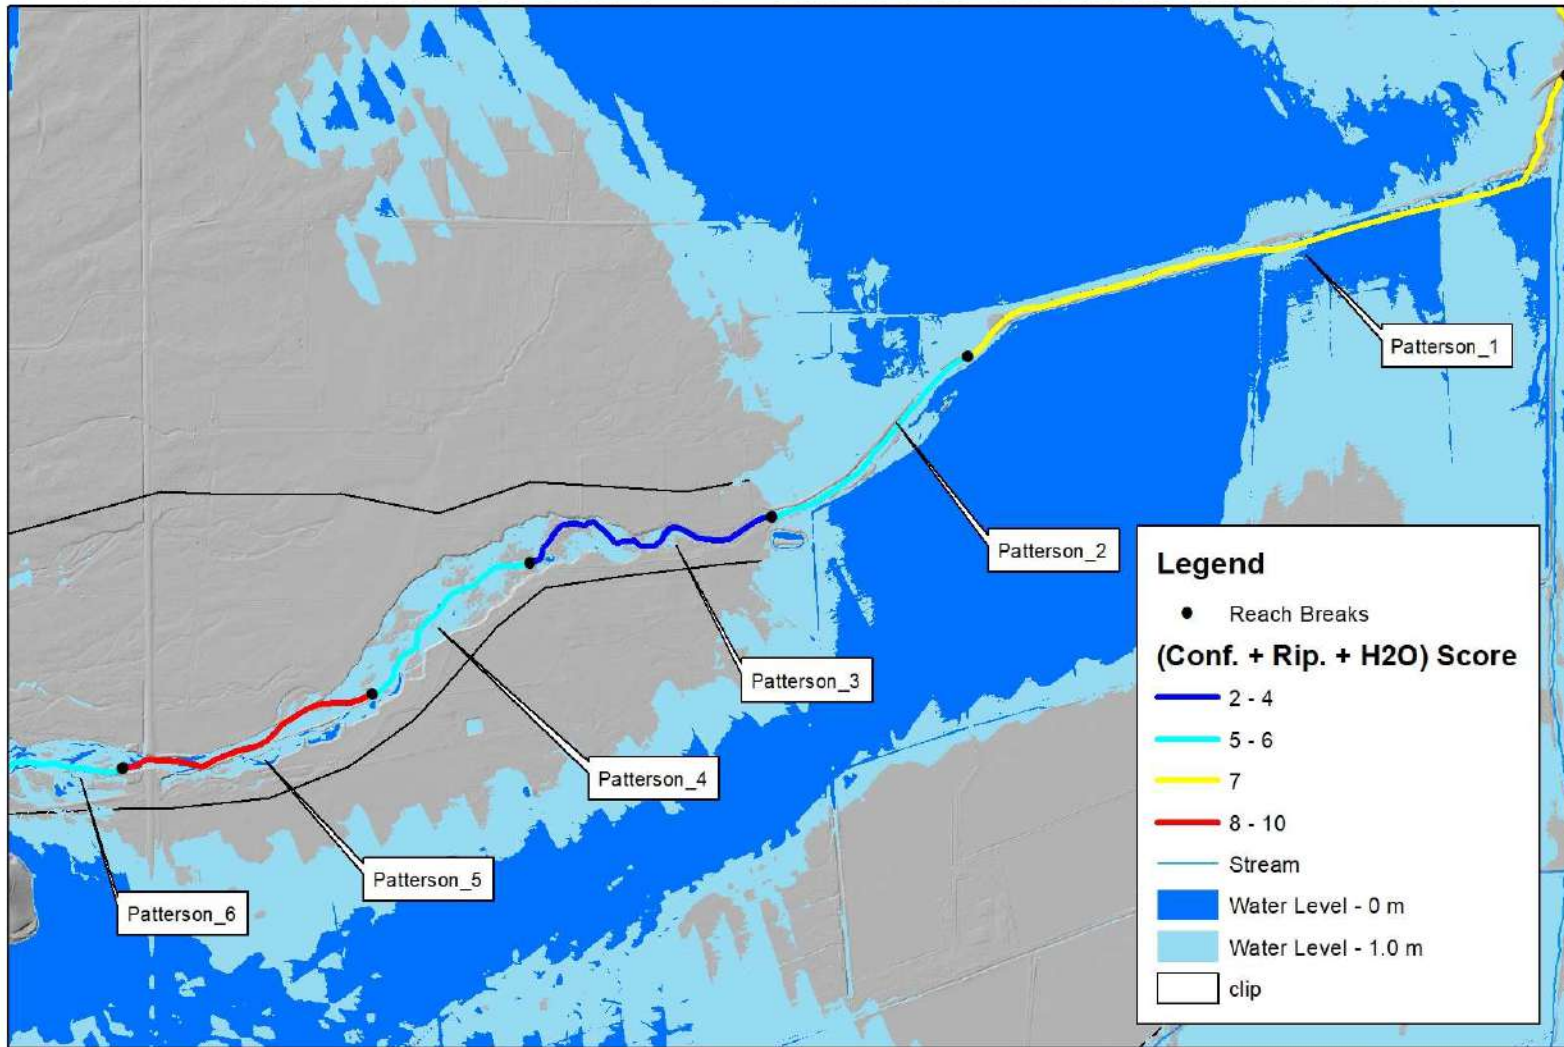 Patterson_1
Patterson_2
Patterson_3
Patterson_4
Patterson_5
Patterson_6
Legend
Reach Breaks
(Conf. + Rip. + H2O) Score
2 - 4
5 - 6
7
8 - 10
Stream
Water Level - 0 m
Water Level - 1.0 m
clip